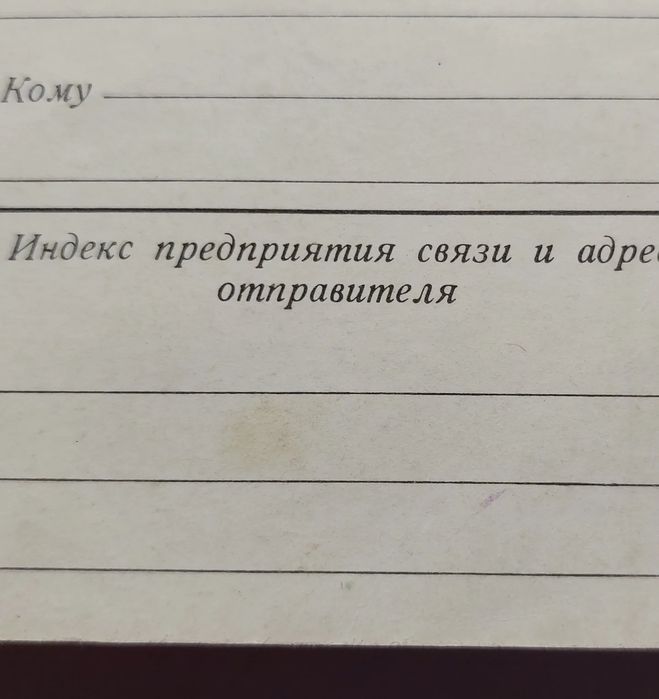 Кому
Индекс предприятия связи и адре
отправителя